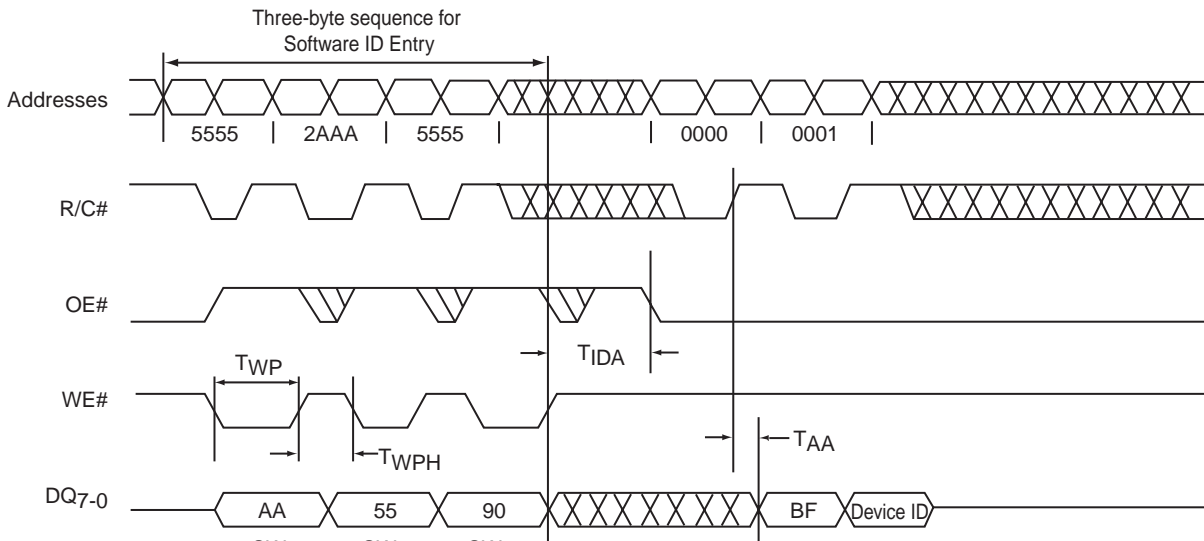 Three-byte sequence for
Software ID Entry
Addresses
5555 2AAA 5555 0000 0001
R/C#
OE#
TIDA
TWP
WE#
TAA
TWPH
DQ7-0
AA 55 90 BF Device ID